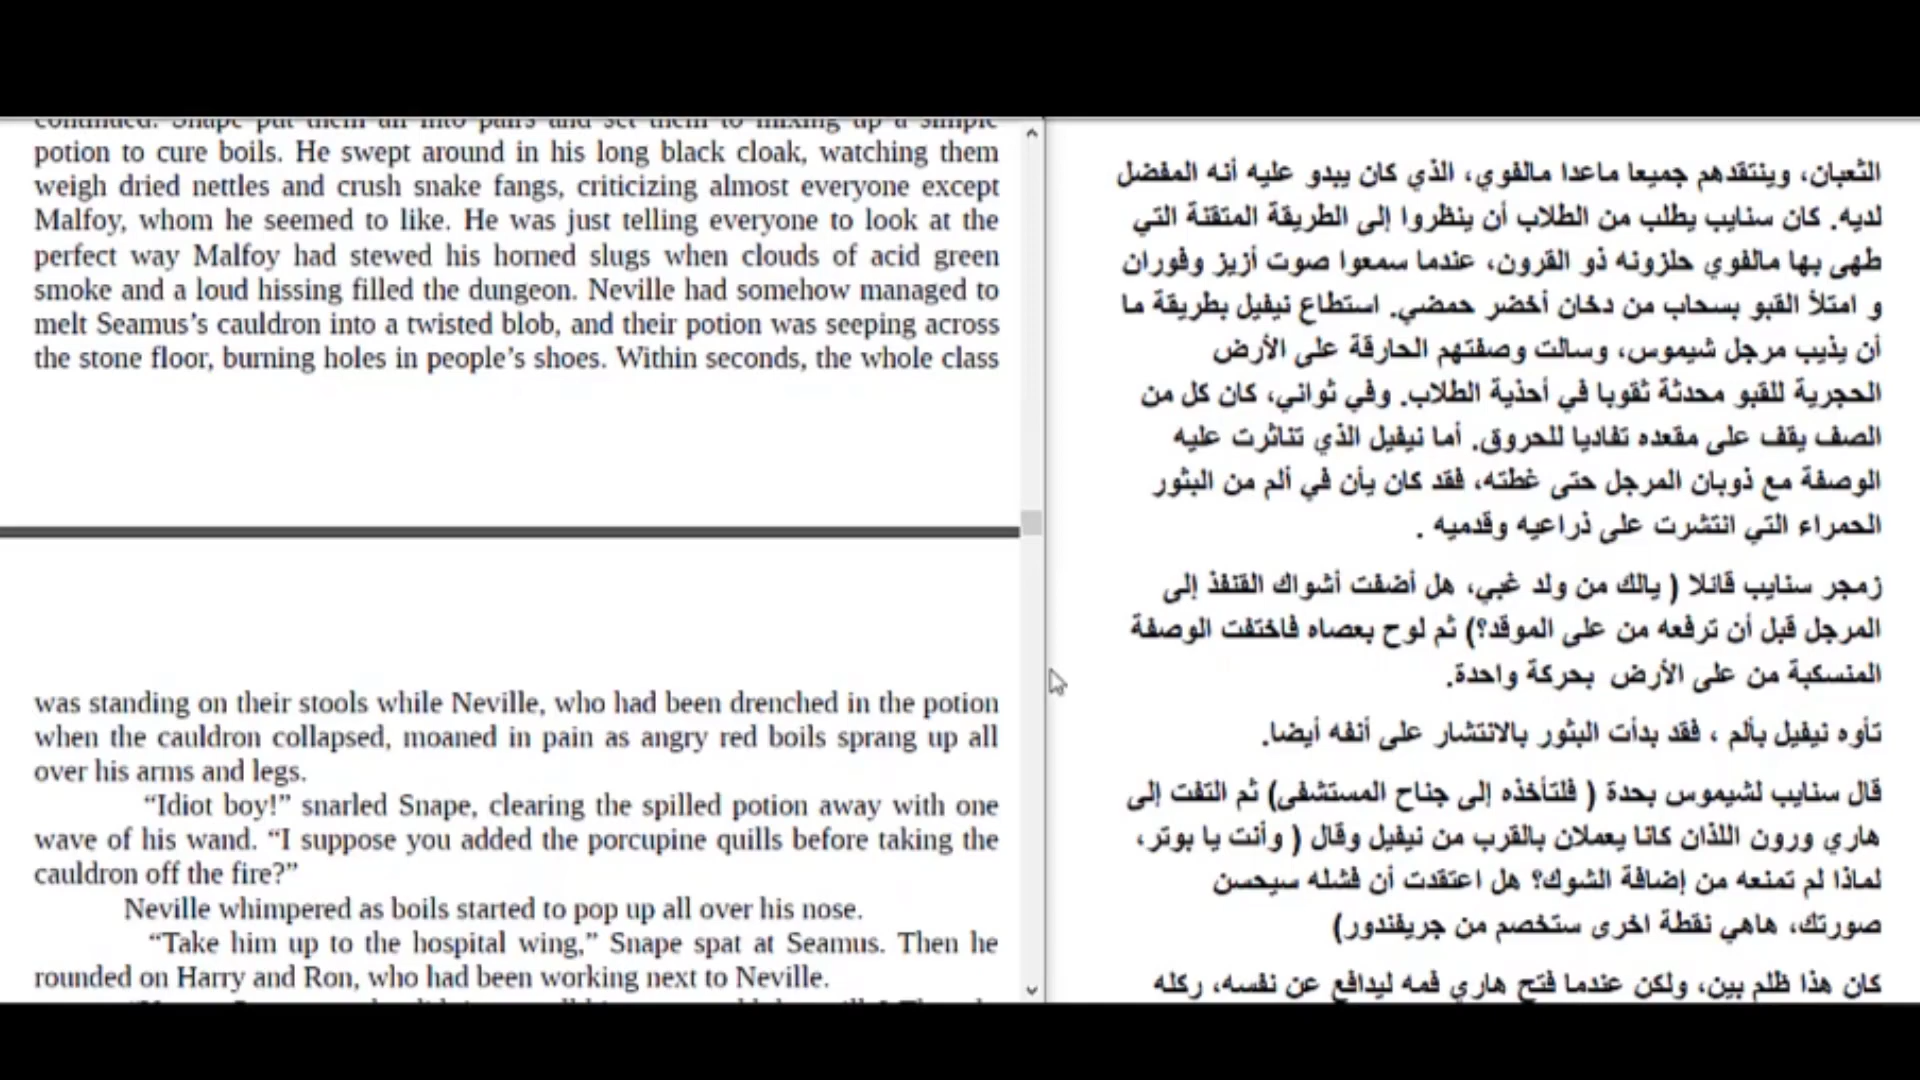 continued. Snape put them all into pairs and set them to mixing up a simple
potion to cure boils. He swept around in his long black cloak, watching them
weigh dried nettles and crush snake fangs, criticizing almost everyone except
Malfoy, whom he seemed to like. He was just telling everyone to look at the
perfect way Malfoy had stewed his horned slugs when clouds of acid green
smoke and a loud hissing filled the dungeon. Neville had somehow managed to
melt Seamus’s cauldron into a twisted blob, and their potion was seeping across
the stone floor, burning holes in people’s shoes. Within seconds, the whole class
was standing on their stools while Neville, who had been drenched in the potion
when the cauldron collapsed, moaned in pain as angry red boils sprang up all
over his arms and legs.
“Idiot boy!” snarled Snape, clearing the spilled potion away with one
wave of his wand. “I suppose you added the porcupine quills before taking the
cauldron off the fire?”
Neville whimpered as boils started to pop up all over his nose.
“Take him up to the hospital wing,” Snape spat at Seamus. Then he
rounded on Harry and Ron, who had been working next to Neville.
الثعبان، وينتقدهم جميعا ماعدا مالفوي، الذي كان يبدو عليه أنه المفضل
لديه. كان سنايب يطلب من الطلاب أن ينظروا إلى الطريقة المتقنة التي
طهى بها مالفوي حلزونه ذو القرون، عندما سمعوا صوت أزيز وفوران
و امتلأ القبو بسحاب من دخان أخضر حمضي. استطاع نيفيل بطريقة ما
أن يذيب مرجل شيموس، وسالت وصفتهم الحارقة على الأرض
الحجرية للقبو محدثة ثقوبا في أحذية الطلاب. وفي ثواني، كان كل من
الصف يقف على مقعده تفاديا للحروق. أما نيفيل الذي تناثرت عليه
الوصفة مع ذوبان المرجل حتى غطته، فقد كان يأن في ألم من البثور
الحمراء التي انتشرت على ذراعيه وقدميه .
زمجر سنايب قائلا ( يالك من ولد غبي، هل أضفت أشواك القنفذ إلى
المرجل قبل أن ترفعه من على الموقد؟) ثم لوح بعصاه فاختفت الوصفة
المنسكبة من على الأرض بحركة واحدة.
تأوه نيفيل بألم ، فقد بدأت البثور بالانتشار على أنفه أيضا.
قال سنايب لشيموس بحدة ( فلتأخذه إلى جناح المستشفى) ثم التفت إلى
هاري ورون اللذان كانا يعملان بالقرب من نيفيل وقال ( وأنت يا بوتر،
لماذا لم تمنعه من إضافة الشوك؟ هل اعتقدت أن فشله سيحسن
صورتك، هاهي نقطة اخرى ستخصم من جريفندور)
كان هذا ظلم بين، ولكن عندما فتح هاري فمه ليدافع عن نفسه، ركله